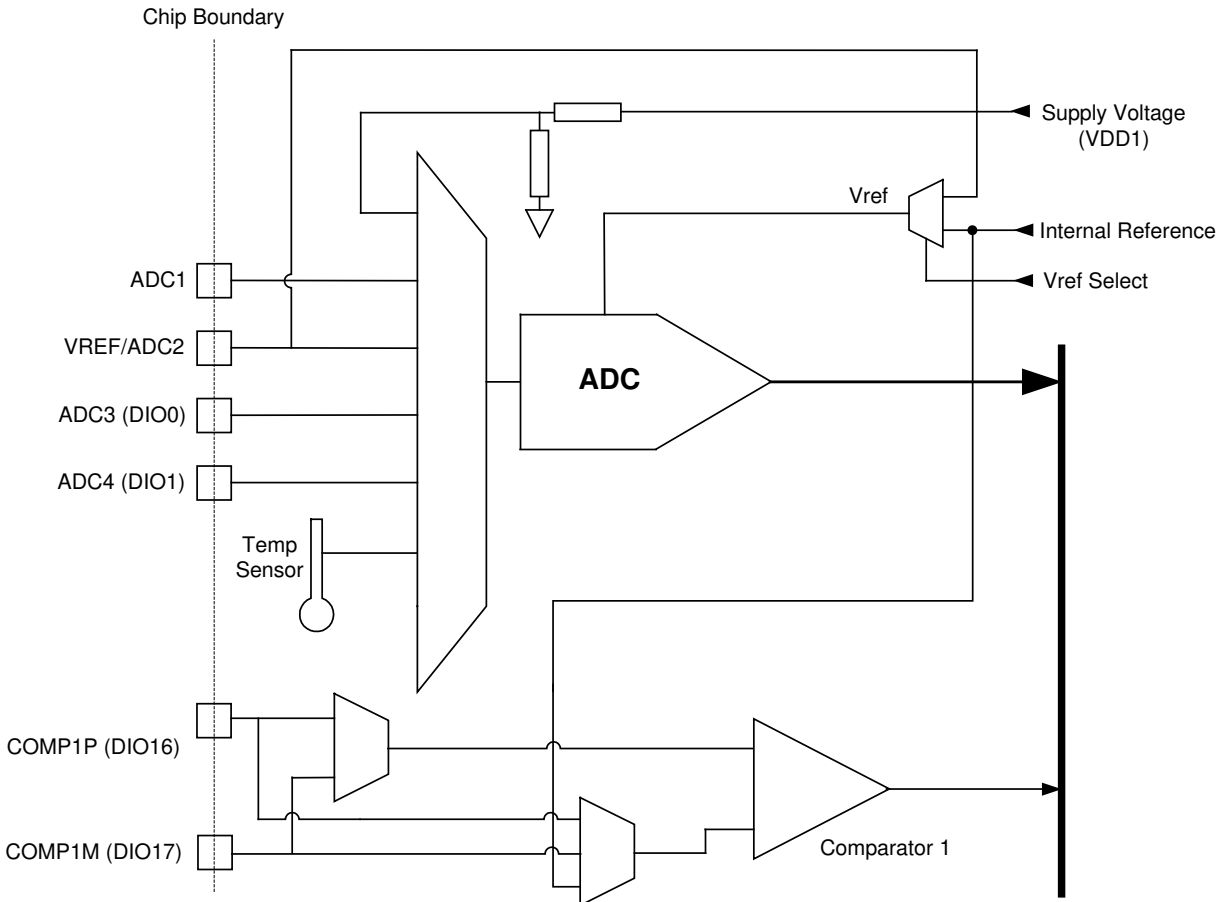 Chip Boundary
Supply Voltage
(VDD1)
Vref
Internal Reference
Vref Select
ADC1
VREF/ADC2
ADC
ADC3 (DIO0)
ADC4 (DIO1)
Temp
Sensor
COMP1P (DIO16)
COMP1M (DIO17)
Comparator 1